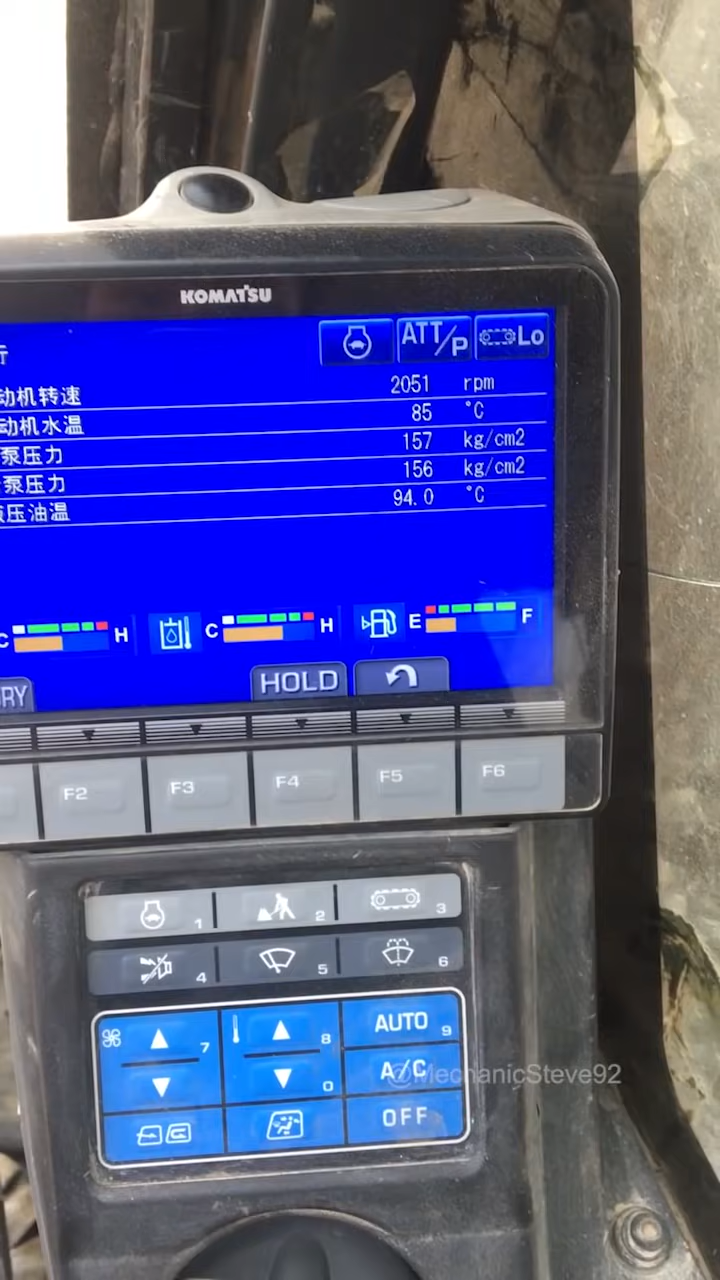 KOMATSU
行
ATT/P
Lo
动机转速 2051 rpm
动机水温 85 °C
泵压力 157 kg/cm2
泵压力 156 kg/cm2
压油温 94.0 °C
C H
C H
E F
RY
HOLD
F2
F3
F4
F5
F6
1
2
3
4
5
6
7
8
AUTO 9
0
A/C
@MechanicSteve92
OFF